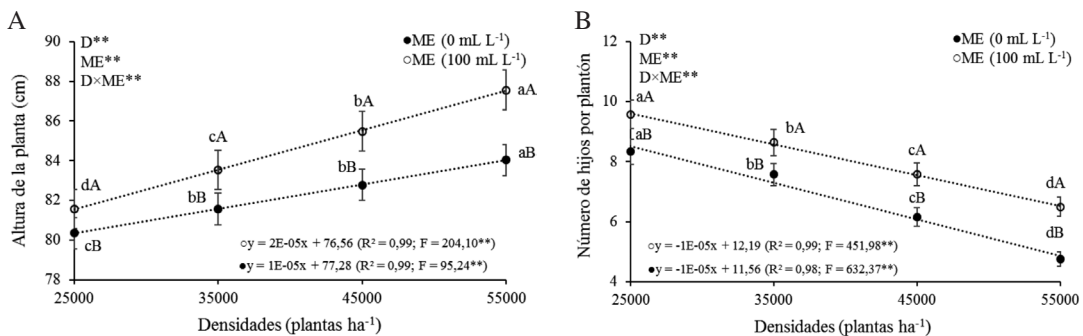 A
D**
ME**
D×ME**
●ME (0 mL L⁻¹)
○ME (100 mL L⁻¹)
Altura de la planta (cm)
88
86
84
82
80
78
dA
cA
bA
aA
cB
bB
bB
aB
○y = 2E-05x + 76,56 (R² = 0,99; F = 204,10**)
●y = 1E-05x + 77,28 (R² = 0,99; F = 95,24**)
25000 35000 45000 55000
Densidades (plantas ha⁻¹)
B
D**
ME**
D×ME**
●ME (0 mL L⁻¹)
○ME (100 mL L⁻¹)
Número de hijos por plantón
12
10
8
6
4
aA
bA
cA
dA
aB
bB
cB
dB
○y = -1E-05x + 12,19 (R² = 0,99; F = 451,98**)
●y = -1E-05x + 11,56 (R² = 0,98; F = 632,37**)
25000 35000 45000 55000
Densidades (plantas ha⁻¹)